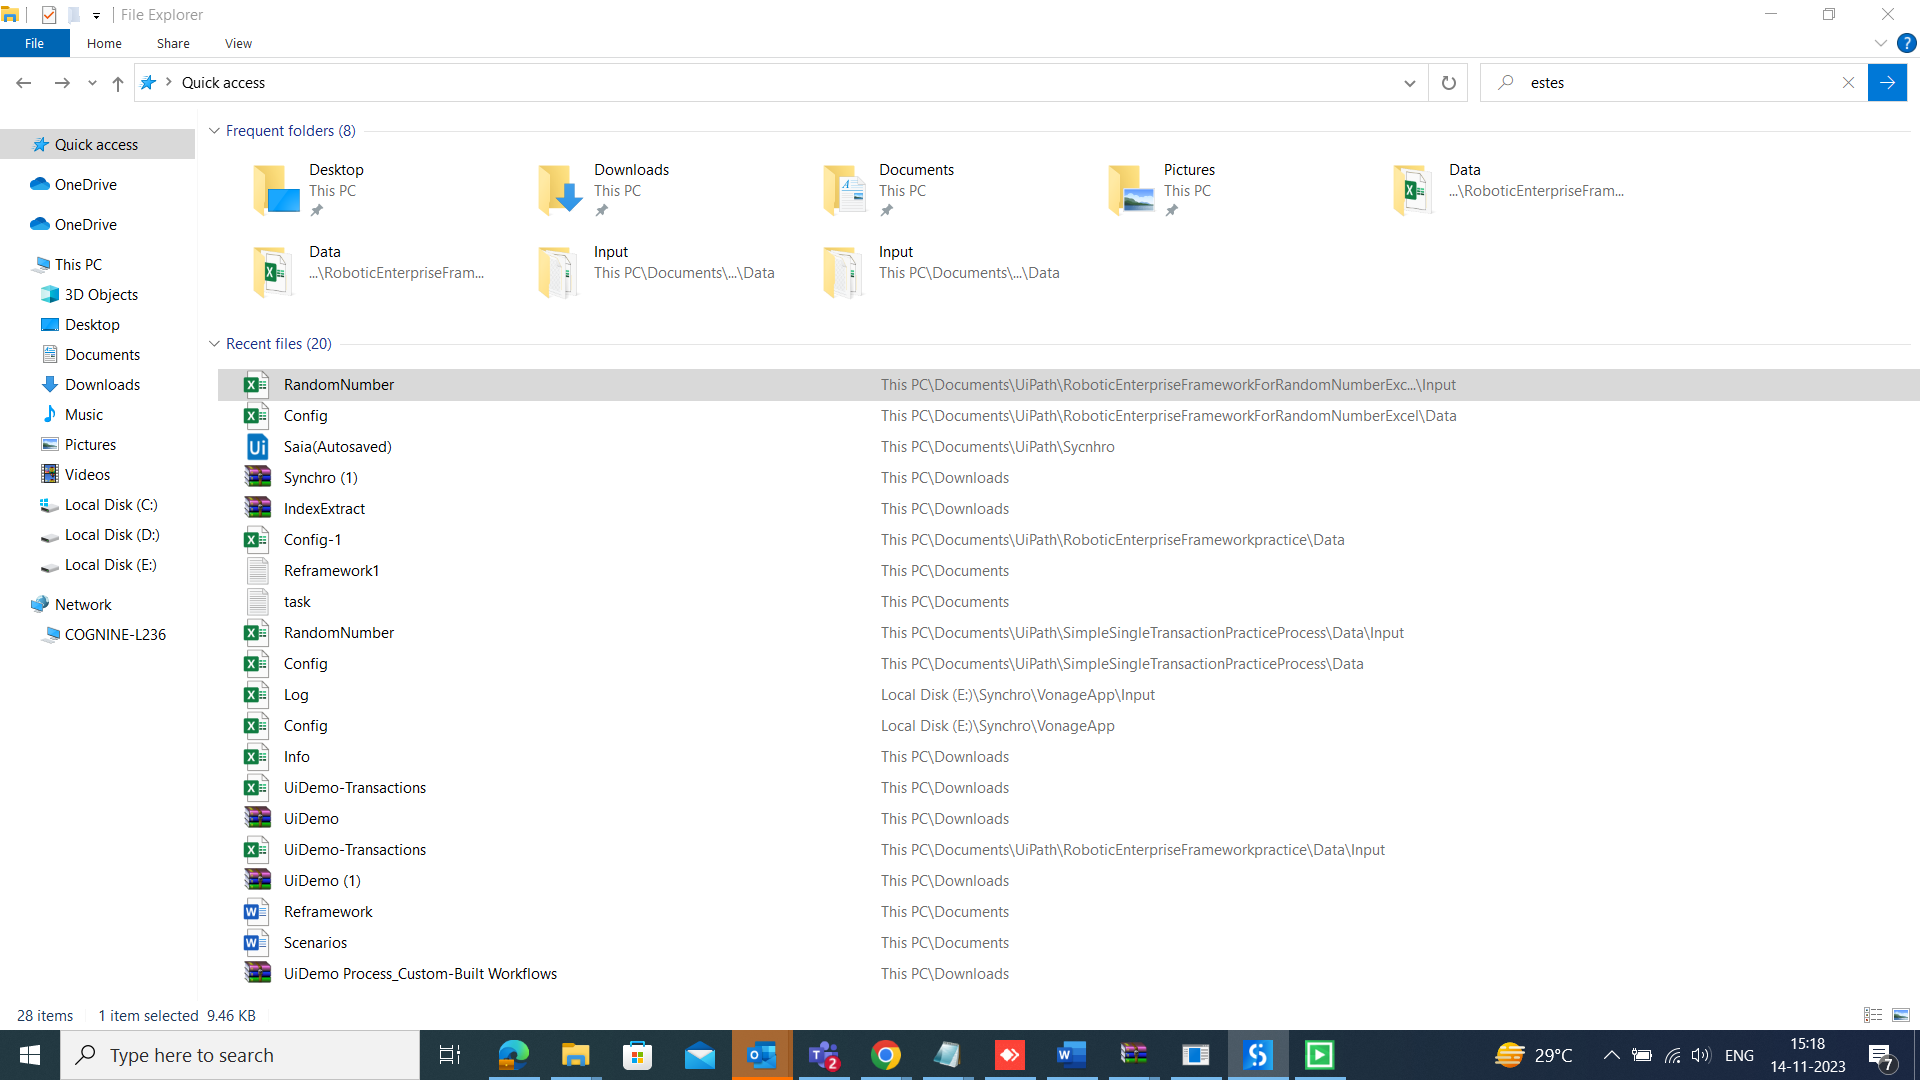 File Explorer
File Home Share View
Quick access
estes
Quick access
OneDrive
OneDrive
This PC
3D Objects
Desktop
Documents
Downloads
Music
Pictures
Videos
Local Disk (C:)
Local Disk (D:)
Local Disk (E:)
Network
COGNINE-L236
Frequent folders (8)
Desktop
This PC
Downloads
This PC
Documents
This PC
Pictures
This PC
Data
...\RoboticEnterpriseFram...
Data
...\RoboticEnterpriseFram...
Input
This PC\Documents\...\Data
Input
This PC\Documents\...\Data
Recent files (20)
RandomNumber This PC\Documents\UiPath\RoboticEnterpriseFrameworkForRandomNumberExc...\Input
Config This PC\Documents\UiPath\RoboticEnterpriseFrameworkForRandomNumberExcel\Data
Saia(Autosaved) This PC\Documents\UiPath\Sycnhro
Synchro (1) This PC\Downloads
IndexExtract This PC\Downloads
Config-1 This PC\Documents\UiPath\RoboticEnterpriseFrameworkpractice\Data
Reframework1 This PC\Documents
task This PC\Documents
RandomNumber This PC\Documents\UiPath\SimpleSingleTransactionPracticeProcess\Data\Input
Config This PC\Documents\UiPath\SimpleSingleTransactionPracticeProcess\Data
Log Local Disk (E:)\Synchro\VonageApp\Input
Config Local Disk (E:)\Synchro\VonageApp
Info This PC\Downloads
UiDemo-Transactions This PC\Downloads
UiDemo This PC\Downloads
UiDemo-Transactions This PC\Documents\UiPath\RoboticEnterpriseFrameworkpractice\Data\Input
UiDemo (1) This PC\Downloads
Reframework This PC\Documents
Scenarios This PC\Documents
UiDemo Process_Custom-Built Workflows This PC\Downloads
28 items 1 item selected 9.46 KB
Type here to search
2
29°C
ENG
15:18
14-11-2023
7